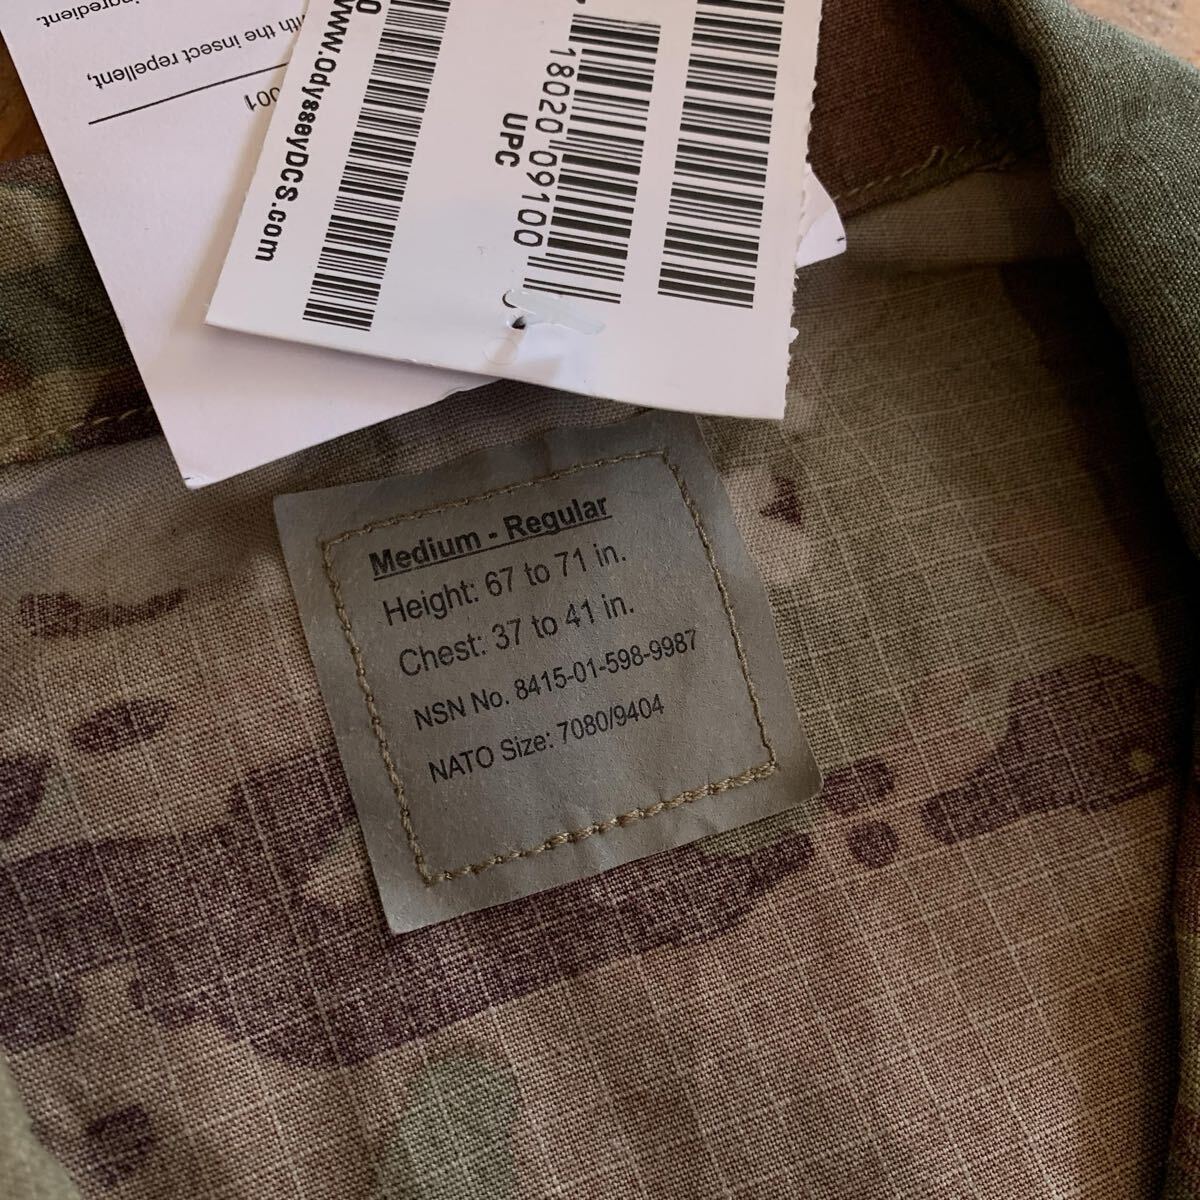 ingredient.
with the insect repellent,
001
www.OdysseyDCS.com
18020 09100
UPC
Medium - Regular
Height: 67 to 71 in.
Chest: 37 to 41 in.
NSN No. 8415-01-598-9987
NATO Size: 7080/9404